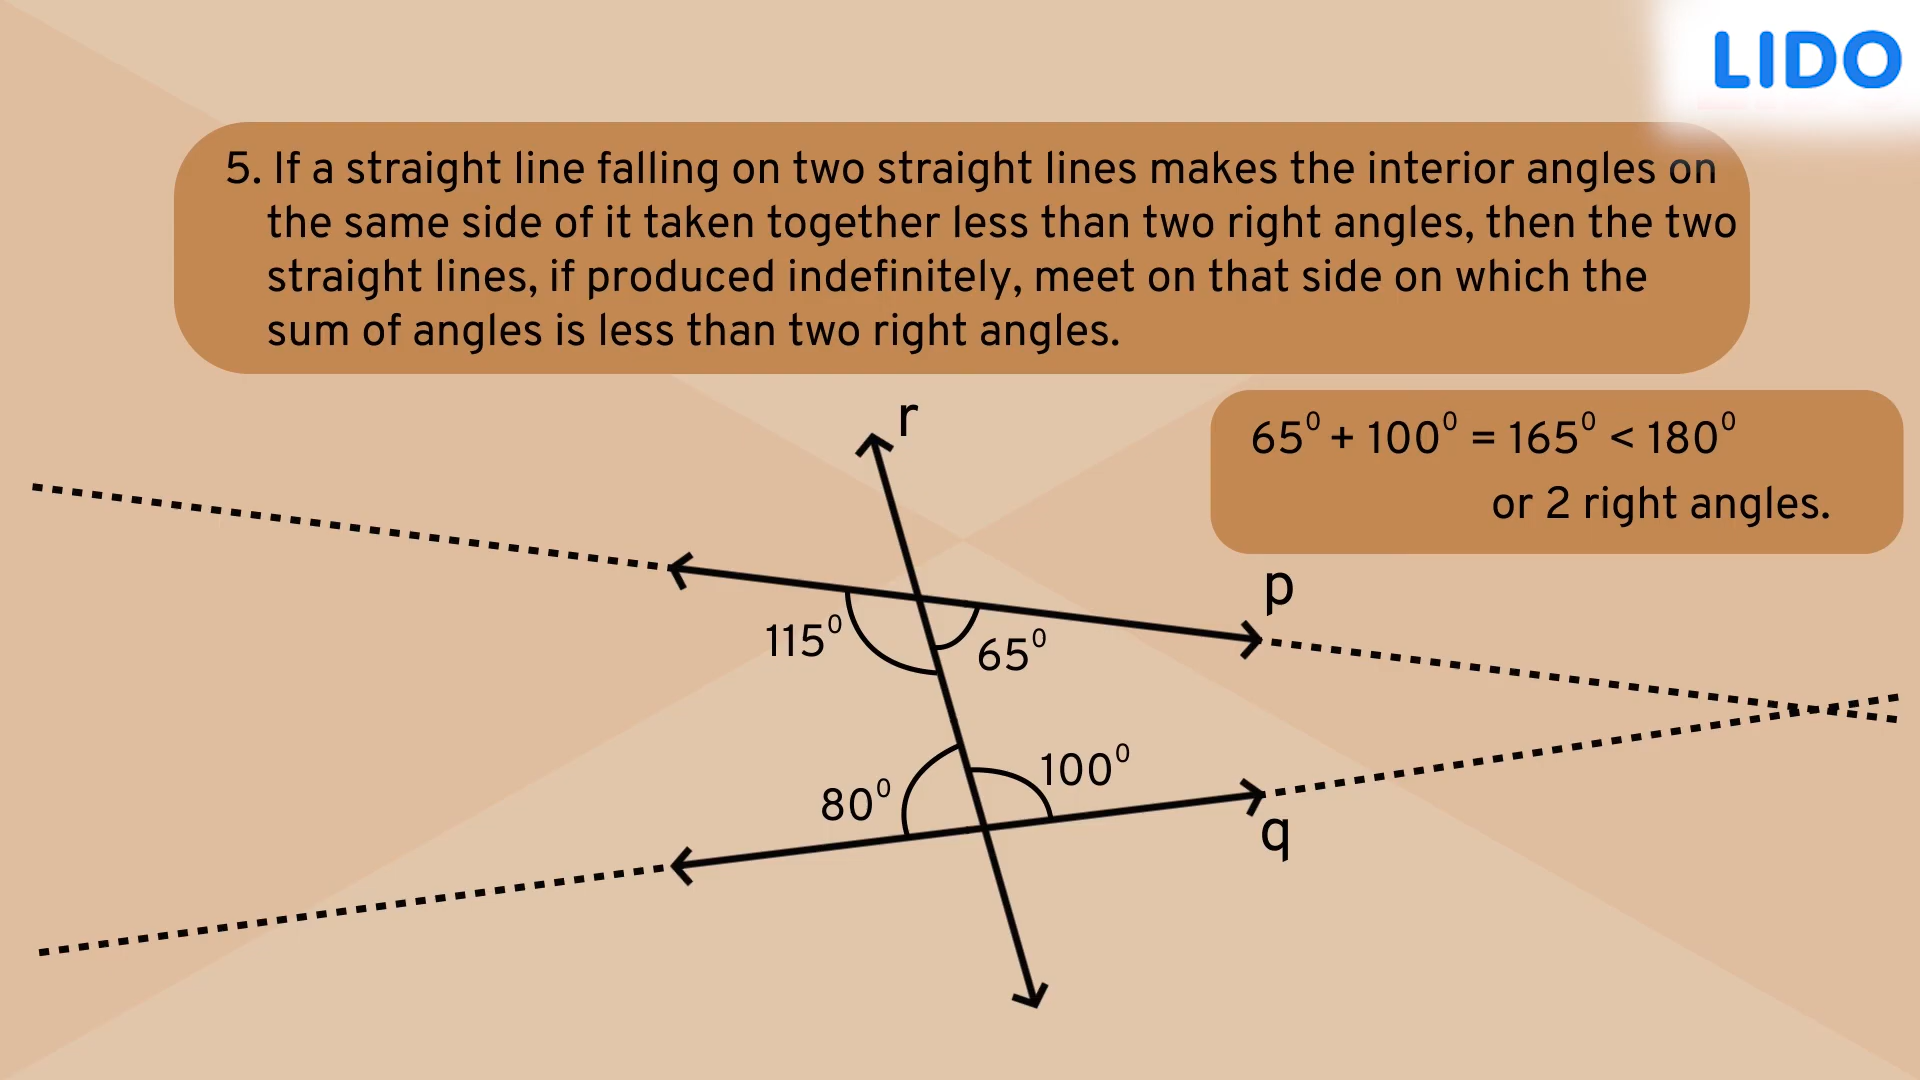 LIDO
5. If a straight line falling on two straight lines makes the interior angles on
the same side of it taken together less than two right angles, then the two
straight lines, if produced indefinitely, meet on that side on which the
sum of angles is less than two right angles.
r
65⁰ + 100⁰ = 165⁰ < 180⁰
or 2 right angles.
p
115⁰
65⁰
100⁰
80⁰
q